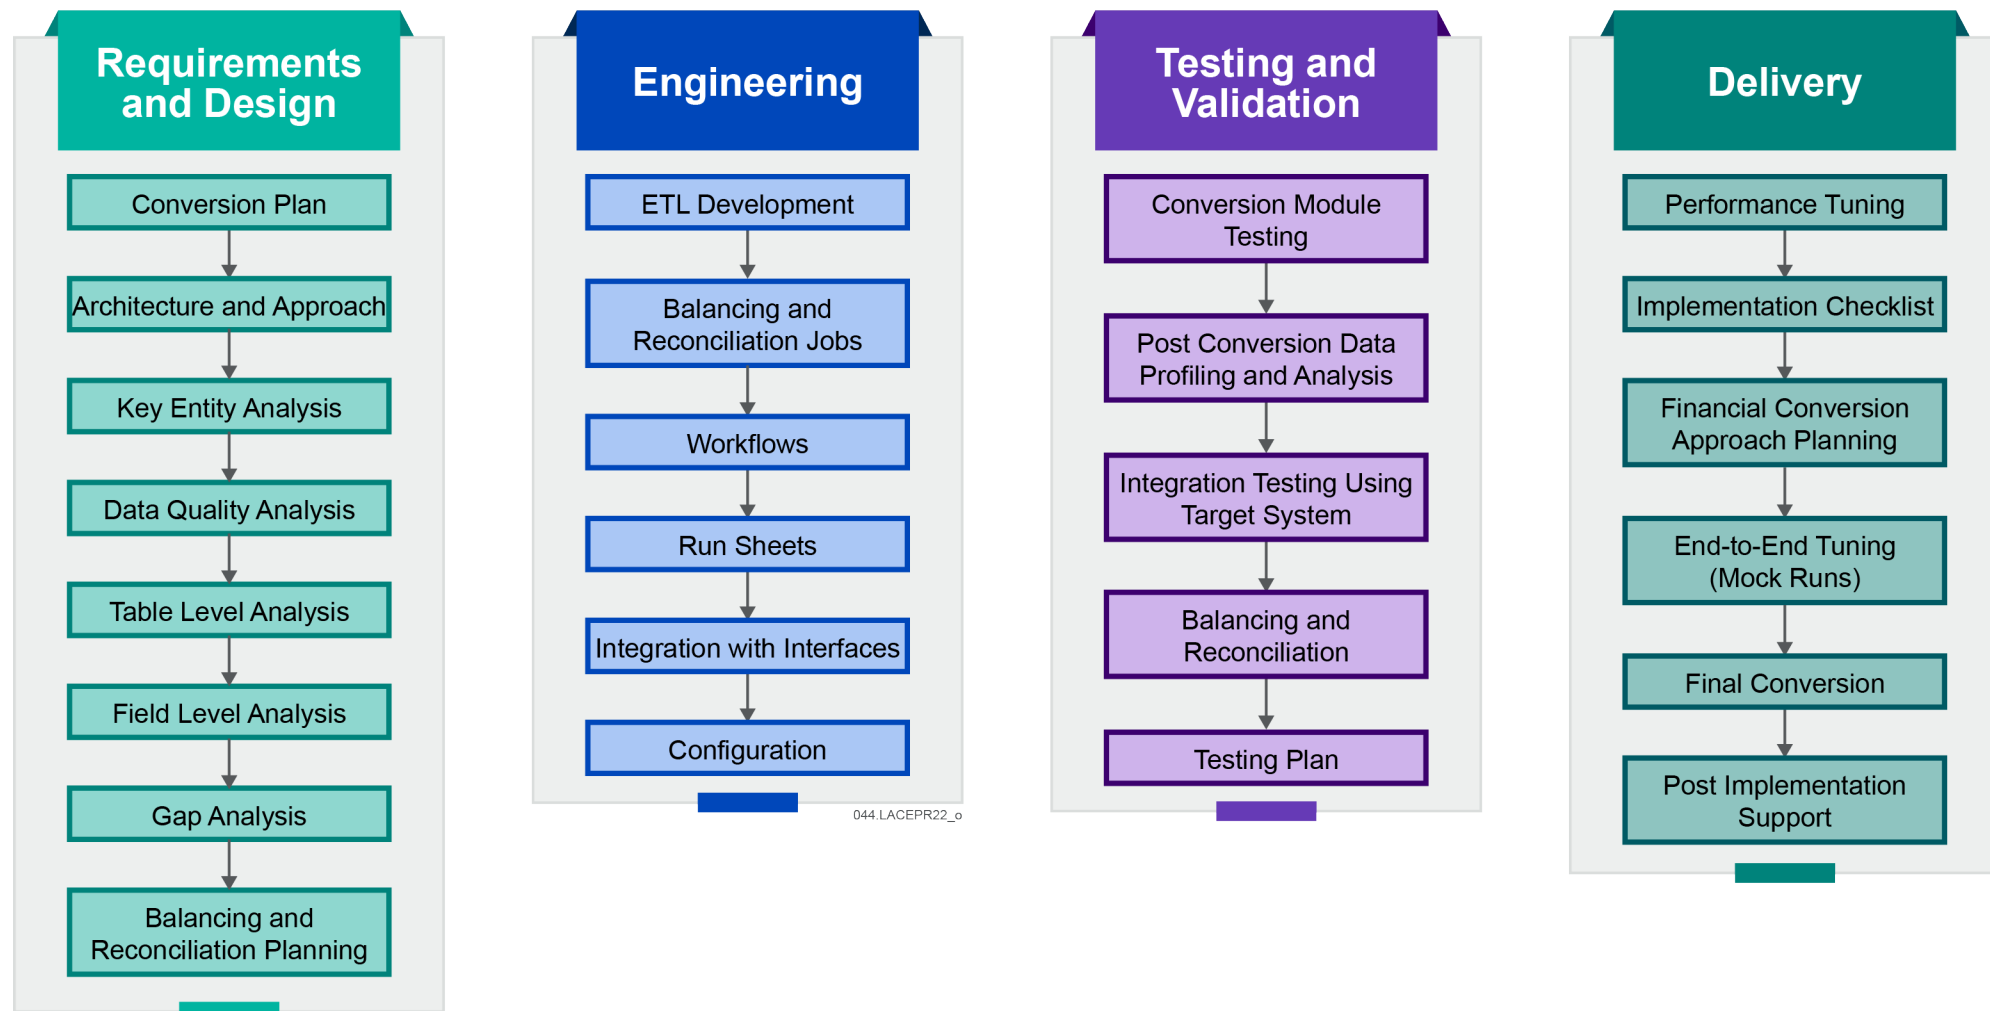 Requirements
and Design
Conversion Plan
Architecture and Approach
Key Entity Analysis
Data Quality Analysis
Table Level Analysis
Field Level Analysis
Gap Analysis
Balancing and
Reconciliation Planning
Engineering
ETL Development
Balancing and
Reconciliation Jobs
Workflows
Run Sheets
Integration with Interfaces
Configuration
044.LACEPR22_o
Testing and
Validation
Conversion Module
Testing
Post Conversion Data
Profiling and Analysis
Integration Testing Using
Target System
Balancing and
Reconciliation
Testing Plan
Delivery
Performance Tuning
Implementation Checklist
Financial Conversion
Approach Planning
End-to-End Tuning
(Mock Runs)
Final Conversion
Post Implementation
Support